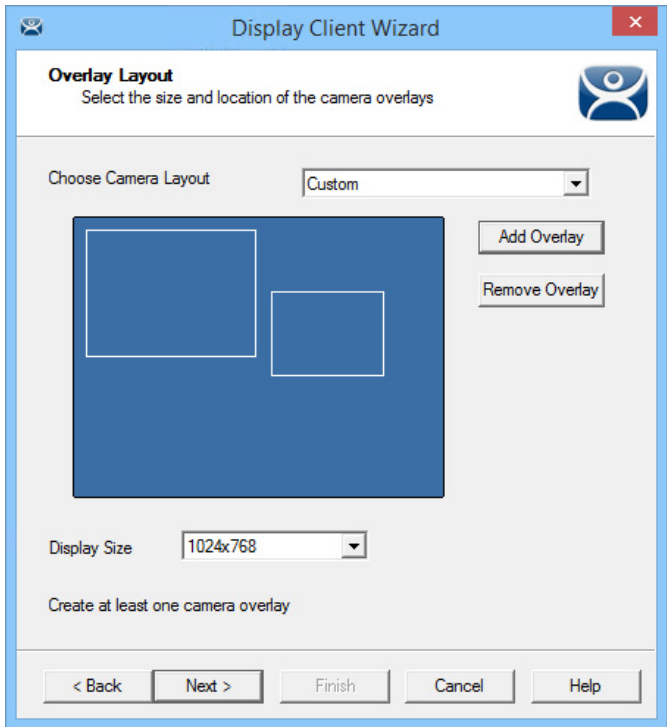 Display Client Wizard
Overlay Layout
Select the size and location of the camera overlays
Choose Camera Layout
Custom
Add Overlay
Remove Overlay
Display Size
1024x768
Create at least one camera overlay
< Back
Next >
Finish
Cancel
Help